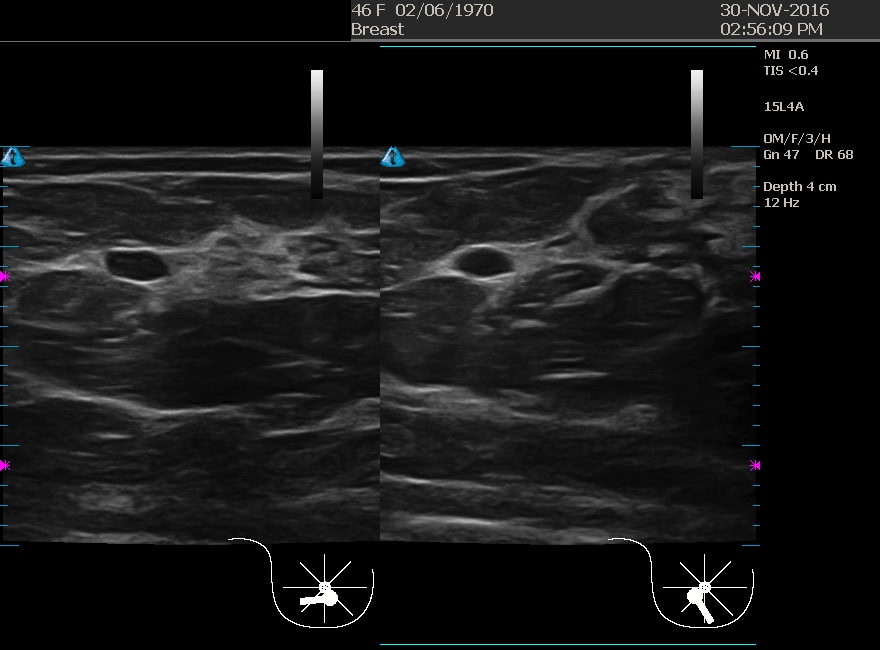 46 F 02/06/1970
30-NOV-2016
Breast
02:56:09 PM
MI 0.6
TIS <0.4
15L4A
OM/F/3/H
Gn 47 DR 68
Depth 4 cm
12 Hz